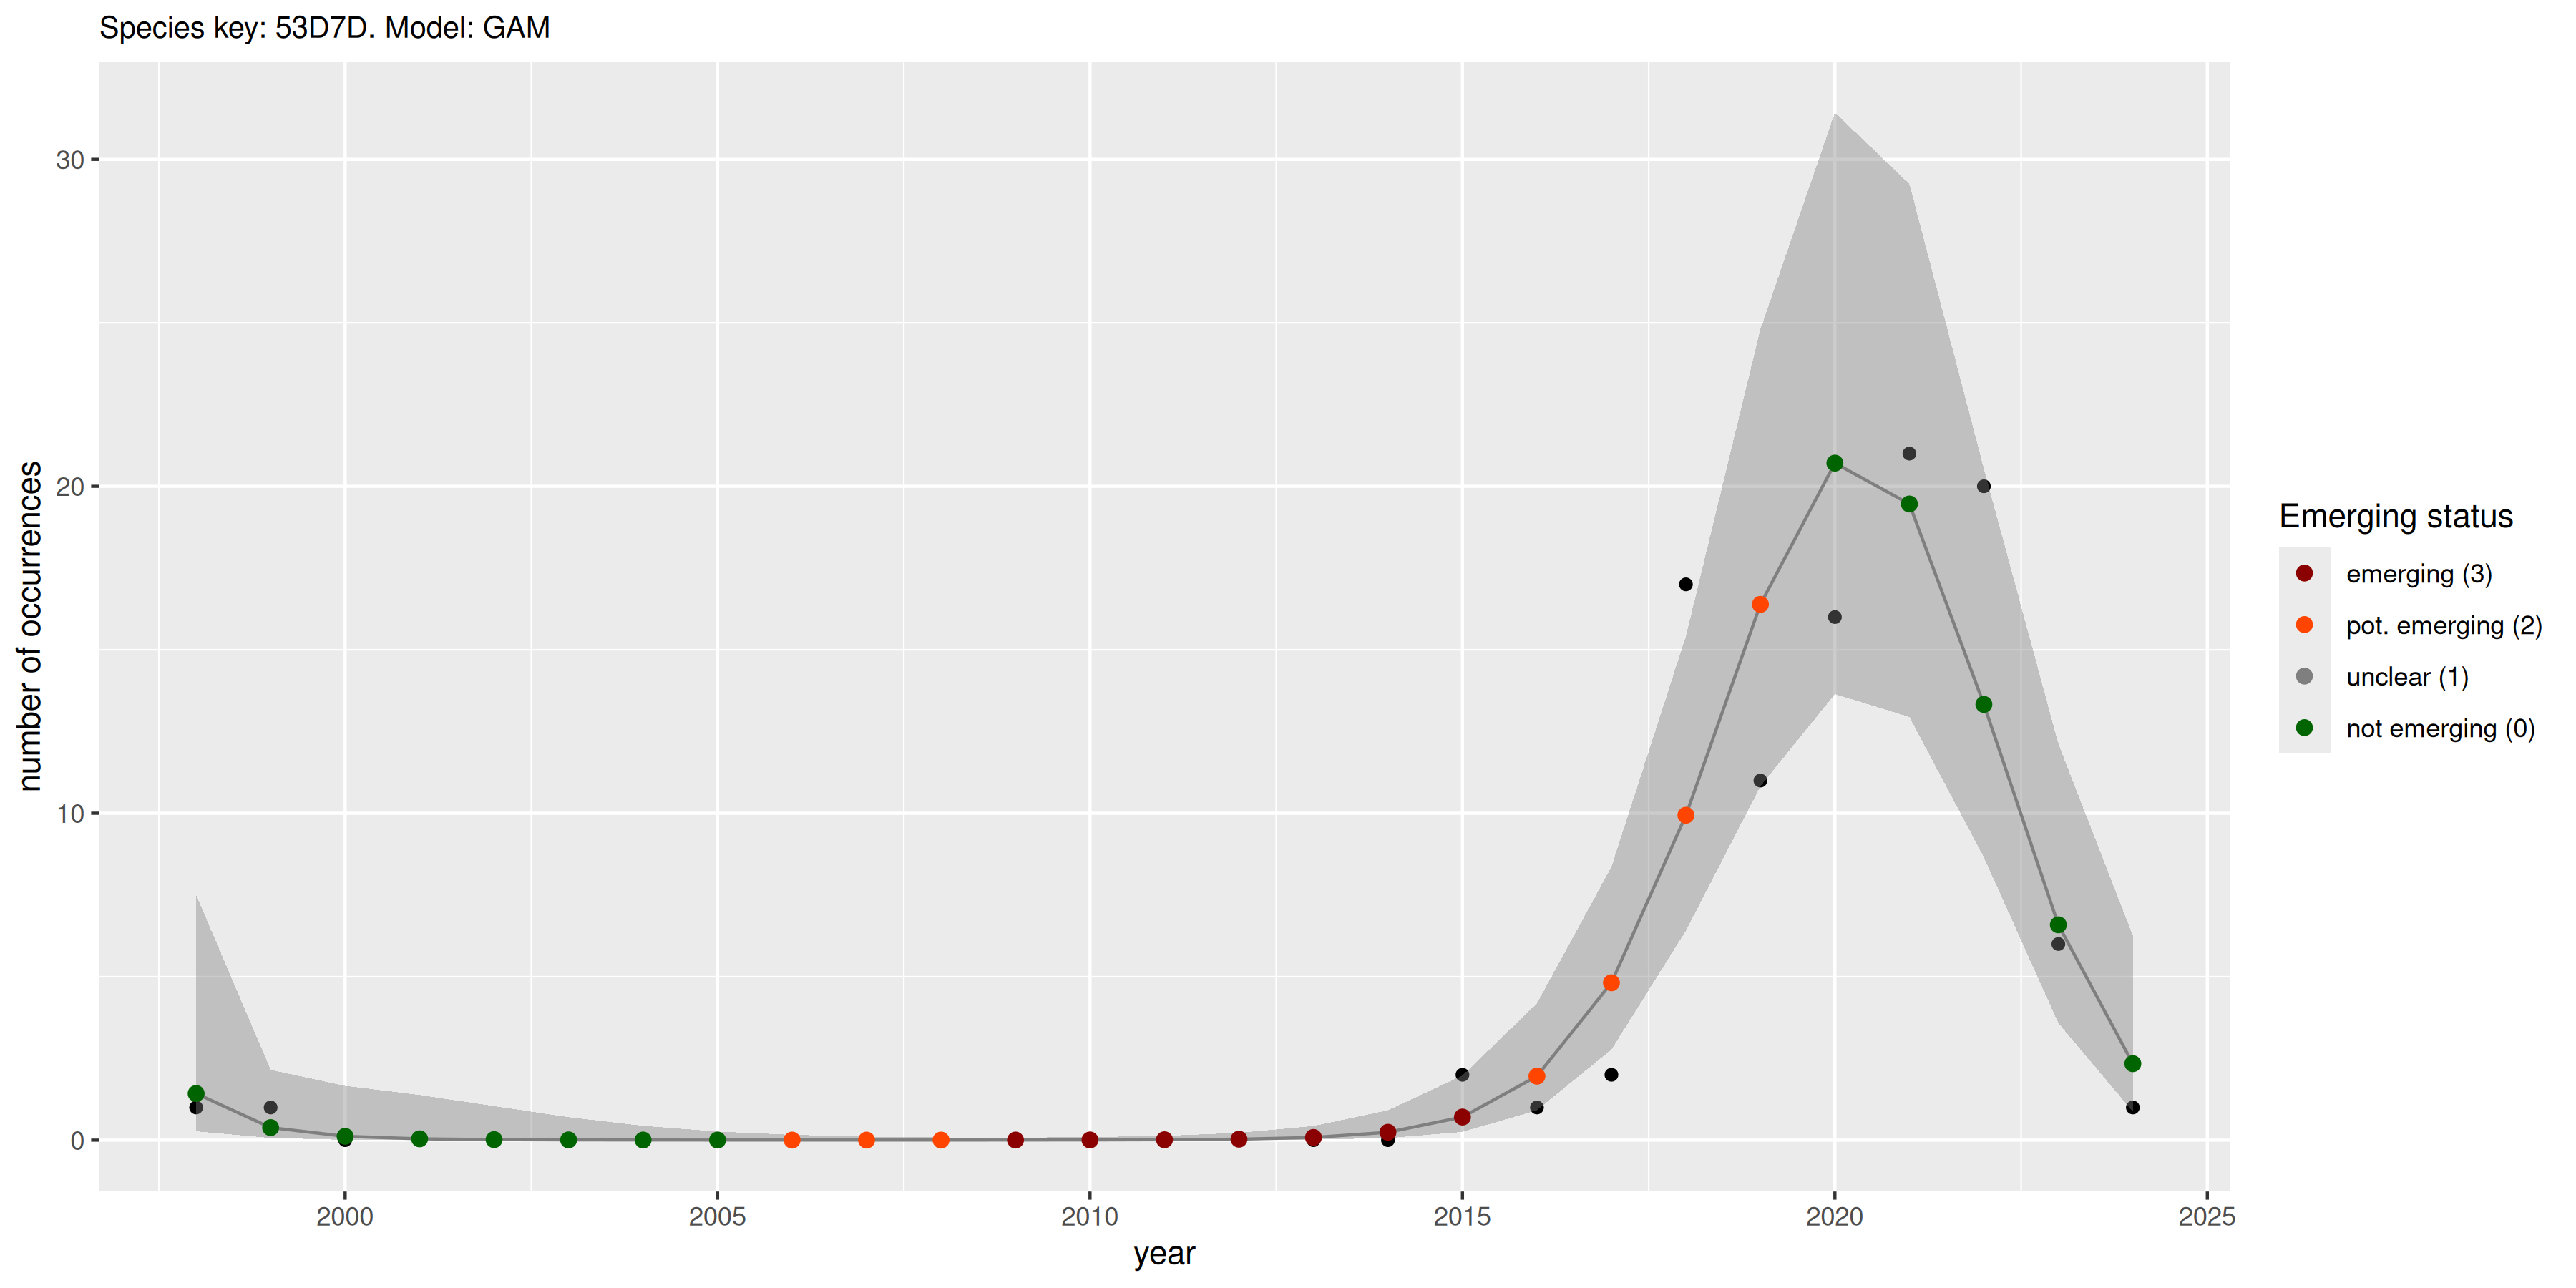 Species key: 53D7D. Model: GAM
30
20
10
0
number of occurrences
2000
2005
2010
2015
2020
2025
year
Emerging status
emerging (3)
pot. emerging (2)
unclear (1)
not emerging (0)